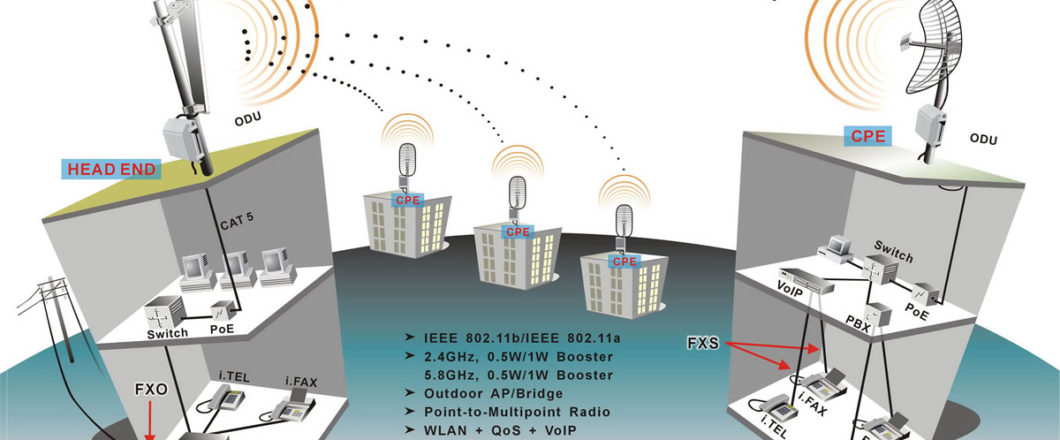 ODU
HEAD END
CAT 5
Switch
PoE
FXO
i.TEL
i.FAX
CPE
CPE
CPE
➤ IEEE 802.11b/IEEE 802.11a
➤ 2.4GHz, 0.5W/1W Booster
5.8GHz, 0.5W/1W Booster
➤ Outdoor AP/Bridge
➤ Point-to-Multipoint Radio
➤ WLAN + QoS + VoIP
CPE
ODU
Switch
VoIP
PoE
PBX
FXS
i.FAX
i.TEL